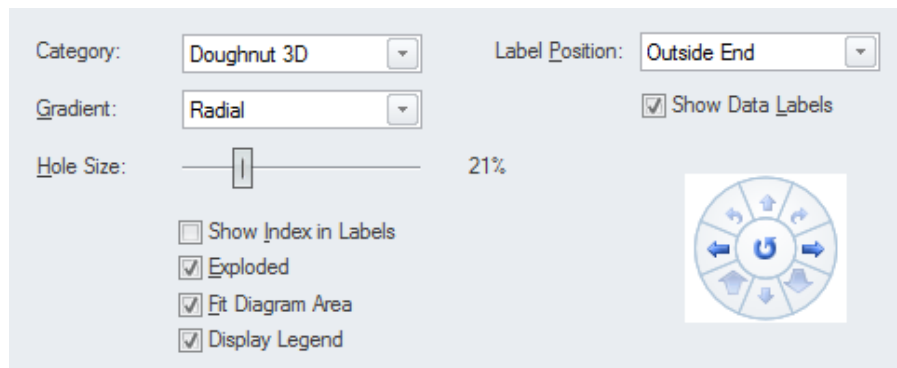 Category: Doughnut 3D Label Position: Outside End
Gradient: Radial Show Data Labels
Hole Size: 21%
Show Index in Labels
Exploded
Fit Diagram Area
Display Legend